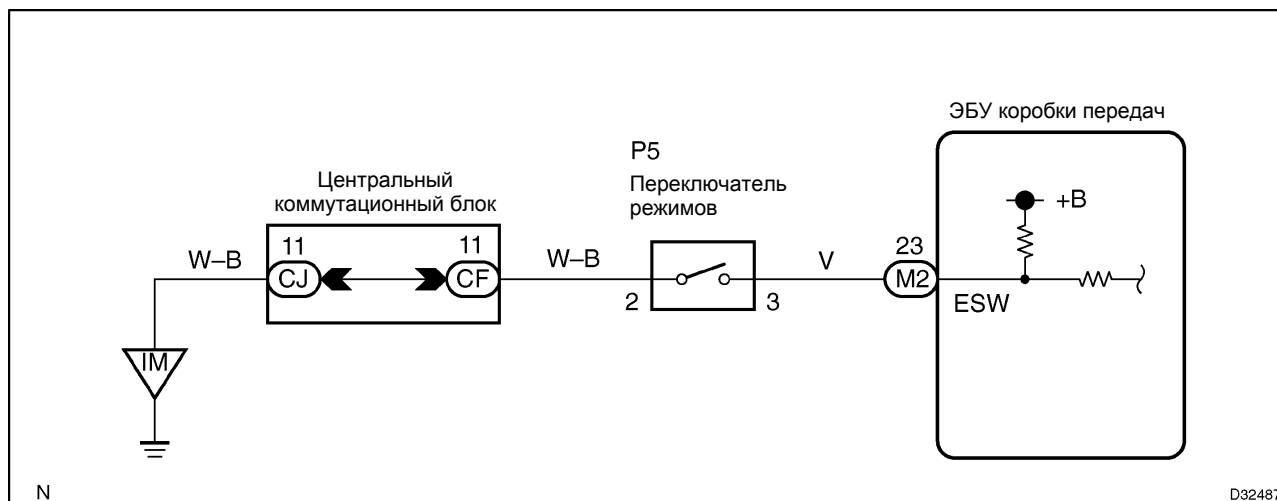 ЭБУ коробки передач
P5
Переключатель
режимов
Центральный
коммутационный блок
+B
11
11
23
W–B
W–B
V
CJ
CF
M2
2
3
ESW
IM
N
D32487